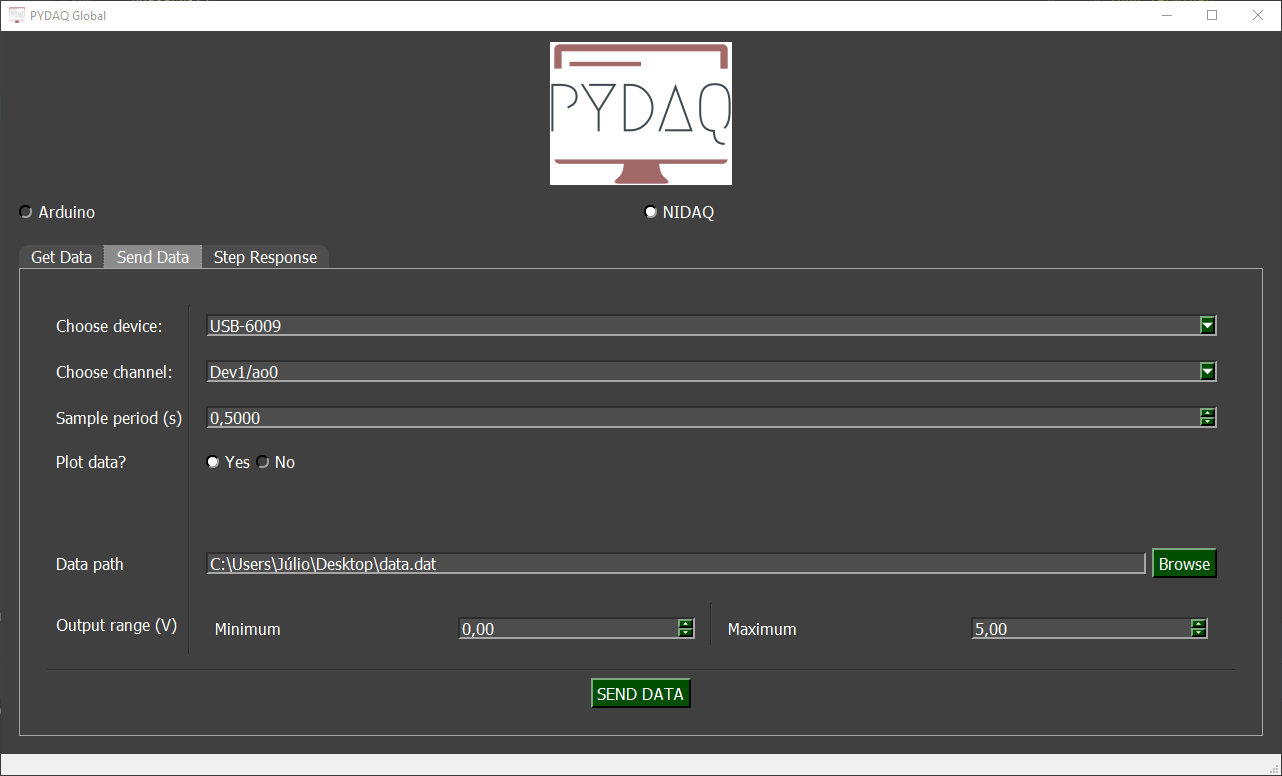 PYDAQ Global
PYDAQ
Arduino NIDAQ
Get Data Send Data Step Response
Choose device: USB-6009
Choose channel: Dev1/ao0
Sample period (s) 0,5000
Plot data? Yes No
Data path C:\Users\Júlio\Desktop\data.dat Browse
Output range (V) Minimum 0,00 Maximum 5,00
SEND DATA